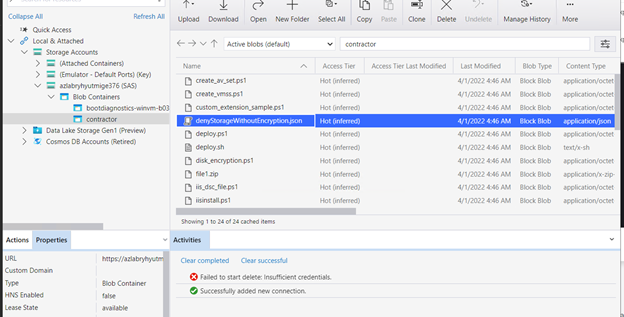 Collapse All Refresh All
Quick Access
Local & Attached
Storage Accounts
(Attached Containers)
(Emulator - Default Ports) (Key)
azlabryhyutmige376 (SAS)
Blob Containers
bootdiagnostics-winvm-b03
contractor
Data Lake Storage Gen1 (Preview)
Cosmos DB Accounts (Retired)
Upload Download Open New Folder Select All Copy Paste Clone Delete Undelete Manage History More
Active blobs (default) contractor
Name Access Tier Access Tier Last Modified Last Modified Blob Type Content Type
create_av_set.ps1 Hot (inferred) 4/1/2022 4:46 AM Block Blob application/octet
create_vmss.ps1 Hot (inferred) 4/1/2022 4:46 AM Block Blob application/octet
custom_extension_sample.ps1 Hot (inferred) 4/1/2022 4:46 AM Block Blob application/octet
denyStorageWithoutEncryption.json Hot (inferred) 4/1/2022 4:46 AM Block Blob application/json
deploy.ps1 Hot (inferred) 4/1/2022 4:46 AM Block Blob application/octet
deploy.sh Hot (inferred) 4/1/2022 4:46 AM Block Blob text/x-sh
disk_encryption.ps1 Hot (inferred) 4/1/2022 4:46 AM Block Blob application/octet
file1.zip Hot (inferred) 4/1/2022 4:46 AM Block Blob application/x-zip-
iis_dsc_file.ps1 Hot (inferred) 4/1/2022 4:46 AM Block Blob application/octet
iisinstall.ps1 Hot (inferred) 4/1/2022 4:46 AM Block Blob application/octet
Showing 1 to 24 of 24 cached items
Actions Properties
URL https://azlabryhyutm
Custom Domain
Type Blob Container
HNS Enabled false
Lease State available
Activities
Clear completed Clear successful
Failed to start delete: Insufficient credentials.
Successfully added new connection.